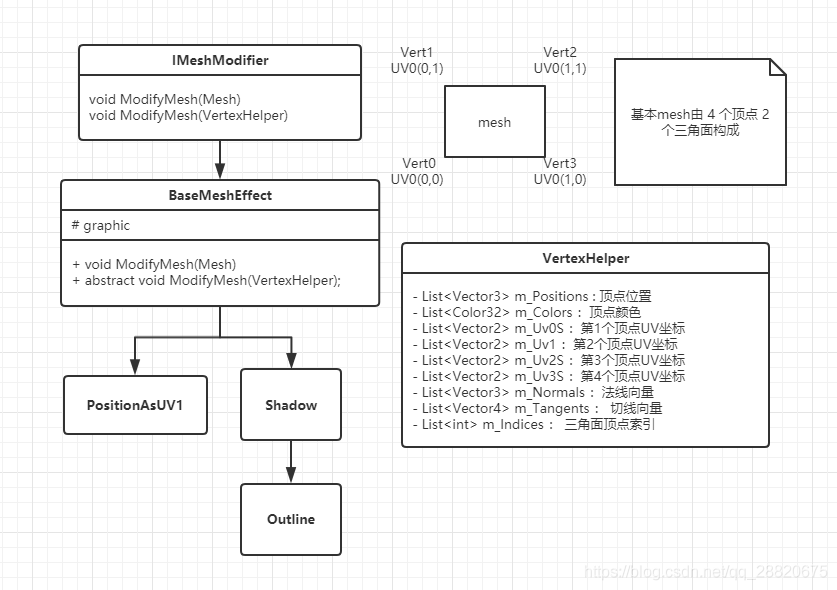 IMeshModifier
void ModifyMesh(Mesh)
void ModifyMesh(VertexHelper)
BaseMeshEffect
# graphic
+ void ModifyMesh(Mesh)
+ abstract void ModifyMesh(VertexHelper);
PositionAsUV1
Shadow
Outline
Vert1
UV0(0,1)
Vert2
UV0(1,1)
mesh
Vert0
UV0(0,0)
Vert3
UV0(1,0)
基本mesh由 4 个顶点 2
个三角面构成
VertexHelper
- List<Vector3> m_Positions : 顶点位置
- List<Color32> m_Colors : 顶点颜色
- List<Vector2> m_Uv0S : 第1个顶点UV坐标
- List<Vector2> m_Uv1 : 第2个顶点UV坐标
- List<Vector2> m_Uv2S : 第3个顶点UV坐标
- List<Vector2> m_Uv3S : 第4个顶点UV坐标
- List<Vector3> m_Normals : 法线向量
- List<Vector4> m_Tangents : 切线向量
- List<int> m_Indices : 三角面顶点索引
https://blog.csdn.net/qq_28820675